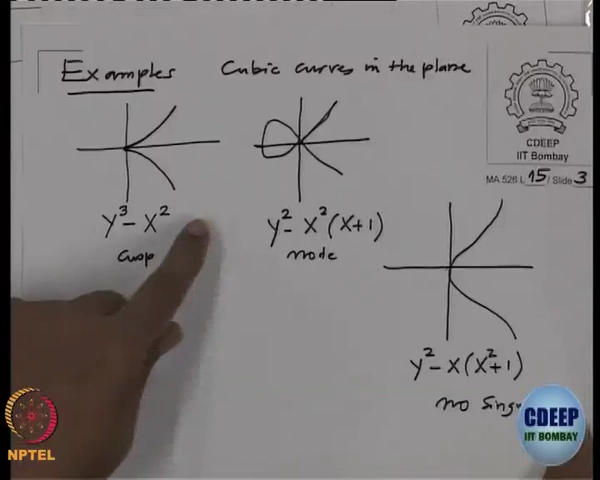 Examples Cubic curves in the plane
CDEEP
IIT Bombay
MA 526 L 15 / Slide 3
y³ - x²
cusp
y² - x²(x+1)
node
y² - x(x²+1)
no
NPTEL
CDEEP
IIT BOMBAY